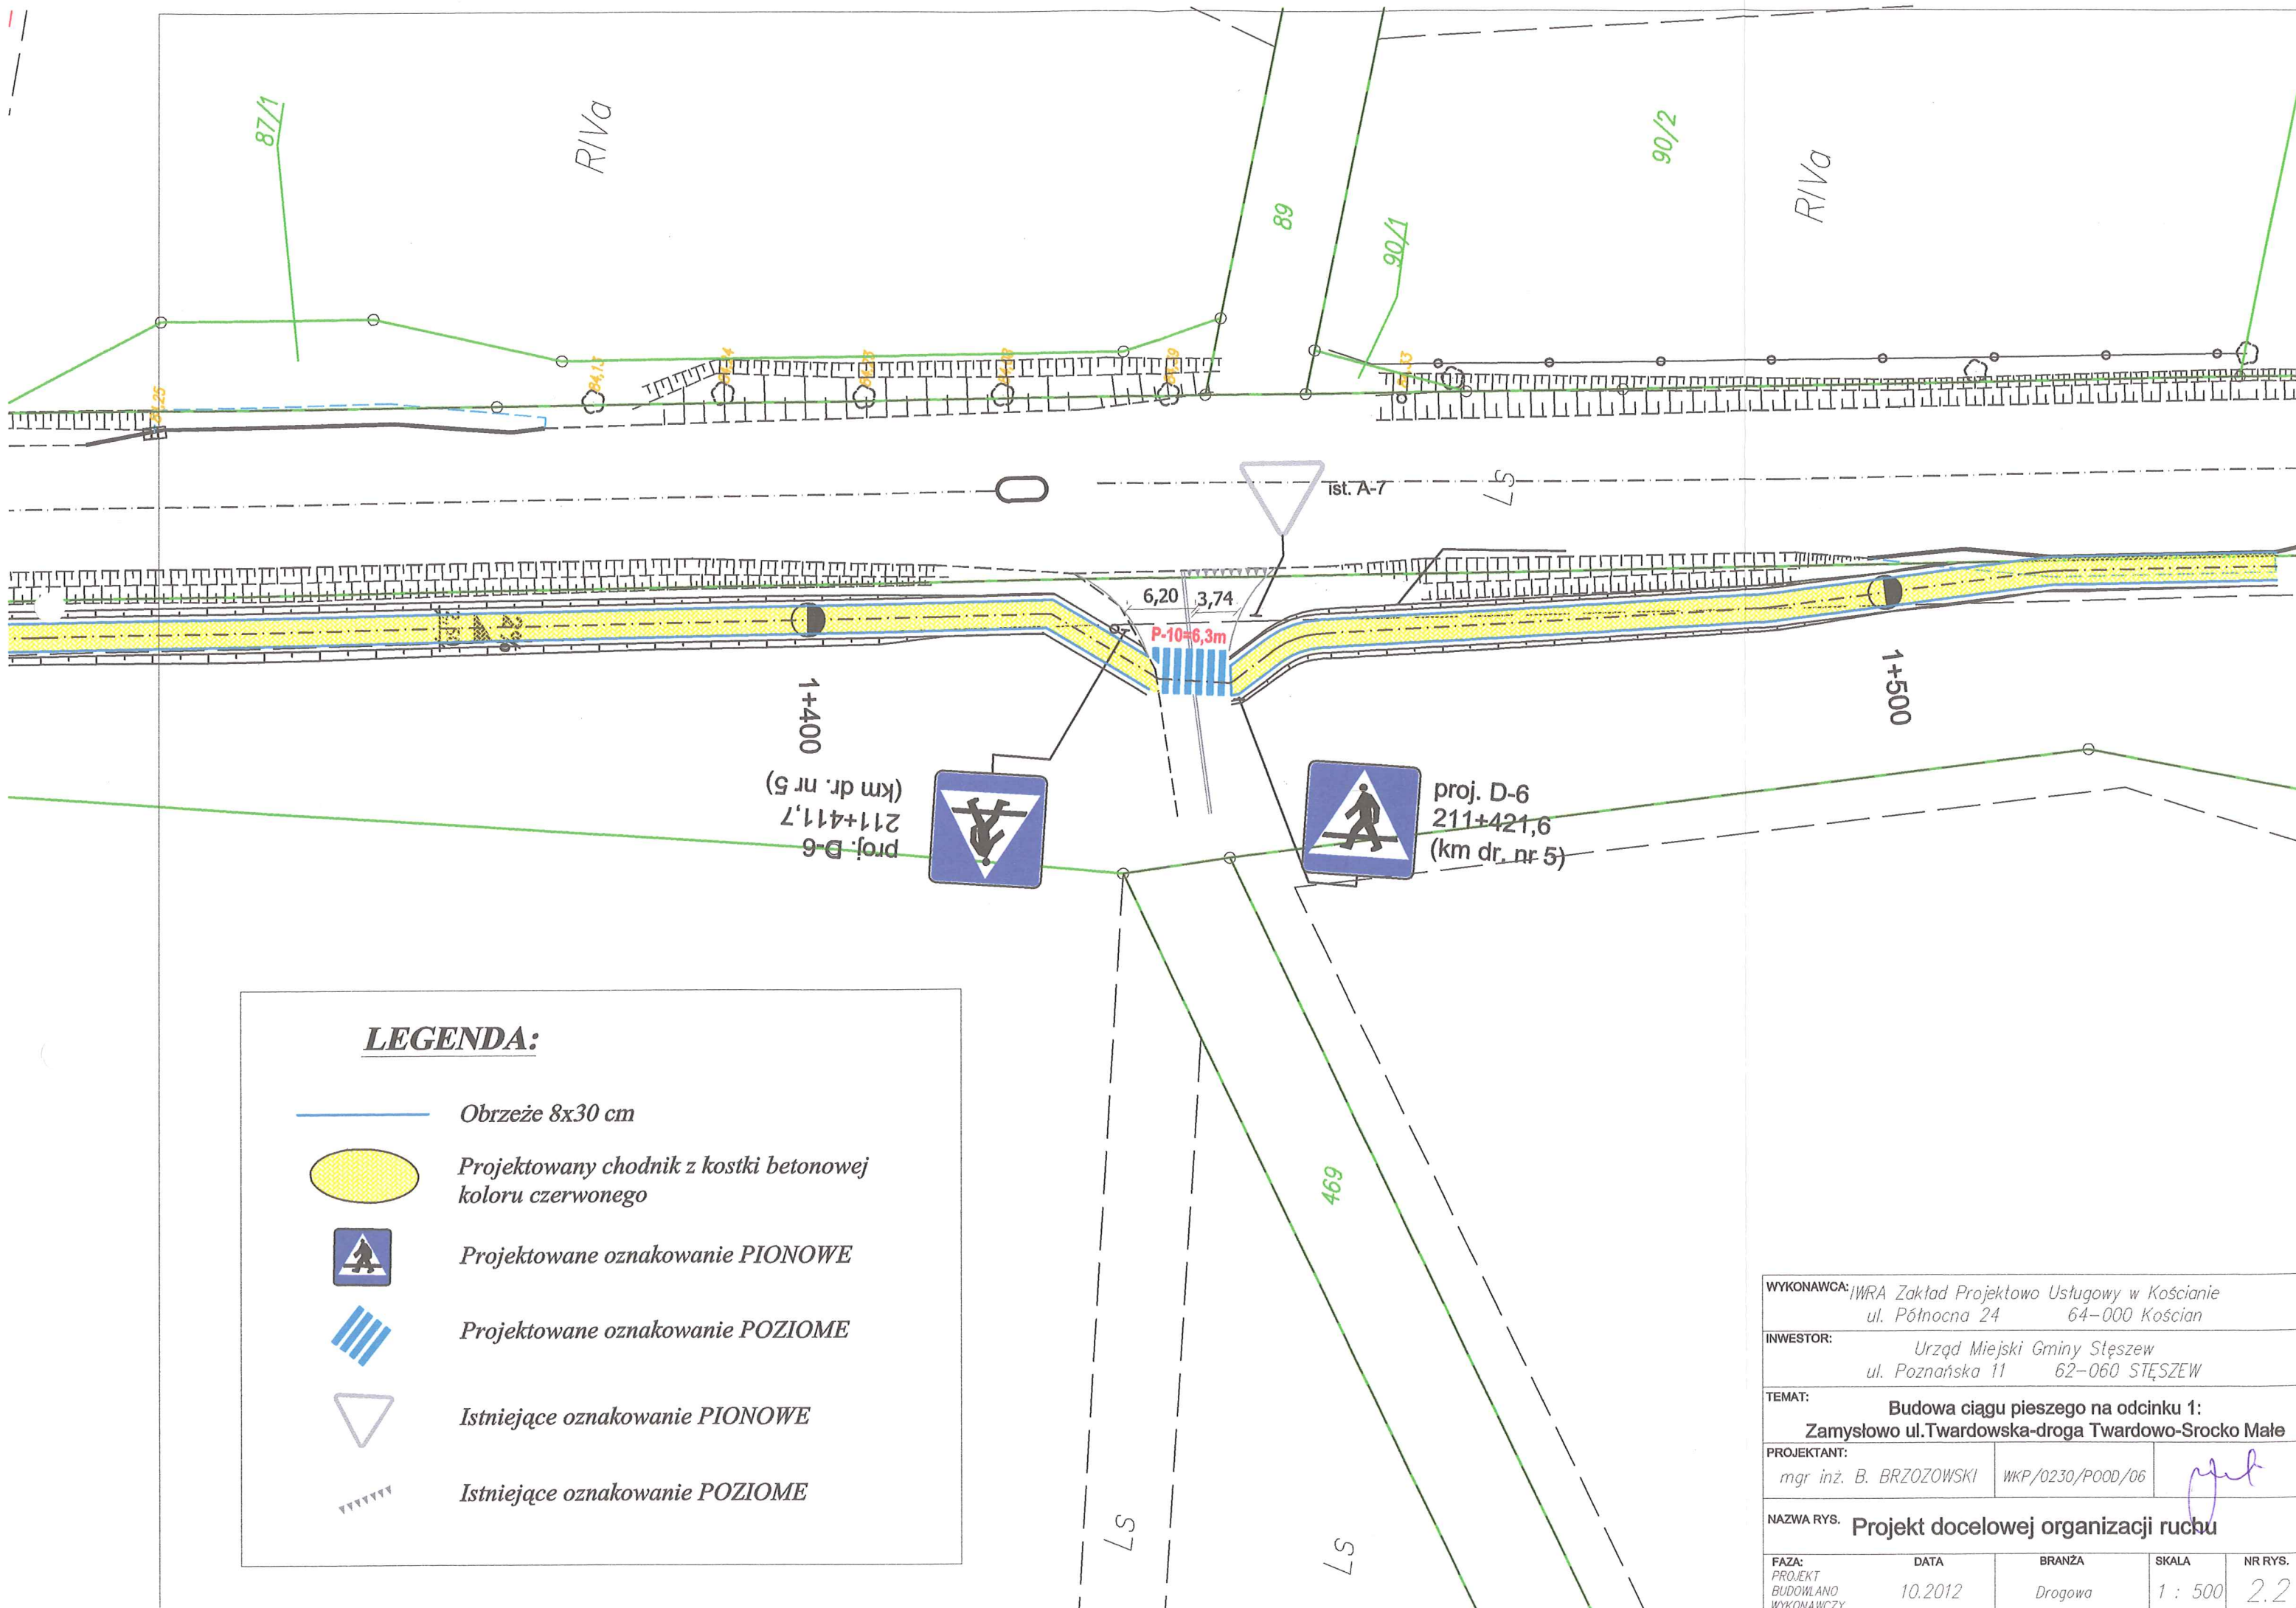 87/1
RIVa
89
90/1
90/2
RIVa
84,13
ist. A-7
LS
6,20
3,74
P-10=6,3m
1+400
1+500
proj. D-6
211+411,7
(km dr. nr 5)
proj. D-6
211+421,6
(km dr. nr 5)
469
LS
LS
LEGENDA:
Obrzeże 8x30 cm
Projektowany chodnik z kostki betonowej
koloru czerwonego
Projektowane oznakowanie PIONOWE
Projektowane oznakowanie POZIOME
Istniejące oznakowanie PIONOWE
Istniejące oznakowanie POZIOME
WYKONAWCA: IWRA Zakład Projektowo Usługowy w Kościanie
ul. Północna 24 64-000 Kościan
INWESTOR:
Urząd Miejski Gminy Stęszew
ul. Poznańska 11 62-060 STĘSZEW
TEMAT:
Budowa ciągu pieszego na odcinku 1:
Zamysłowo ul.Twardowska-droga Twardowo-Srocko Małe
PROJEKTANT:
mgr inż. B. BRZOZOWSKI WKP/0230/POOD/06
NAZWA RYS. Projekt docelowej organizacji ruchu
FAZA: DATA BRANŻA SKALA NR RYS.
PROJEKT
BUDOWLANO
WYKONAWCZY
10.2012 Drogowa 1 : 500 2.2